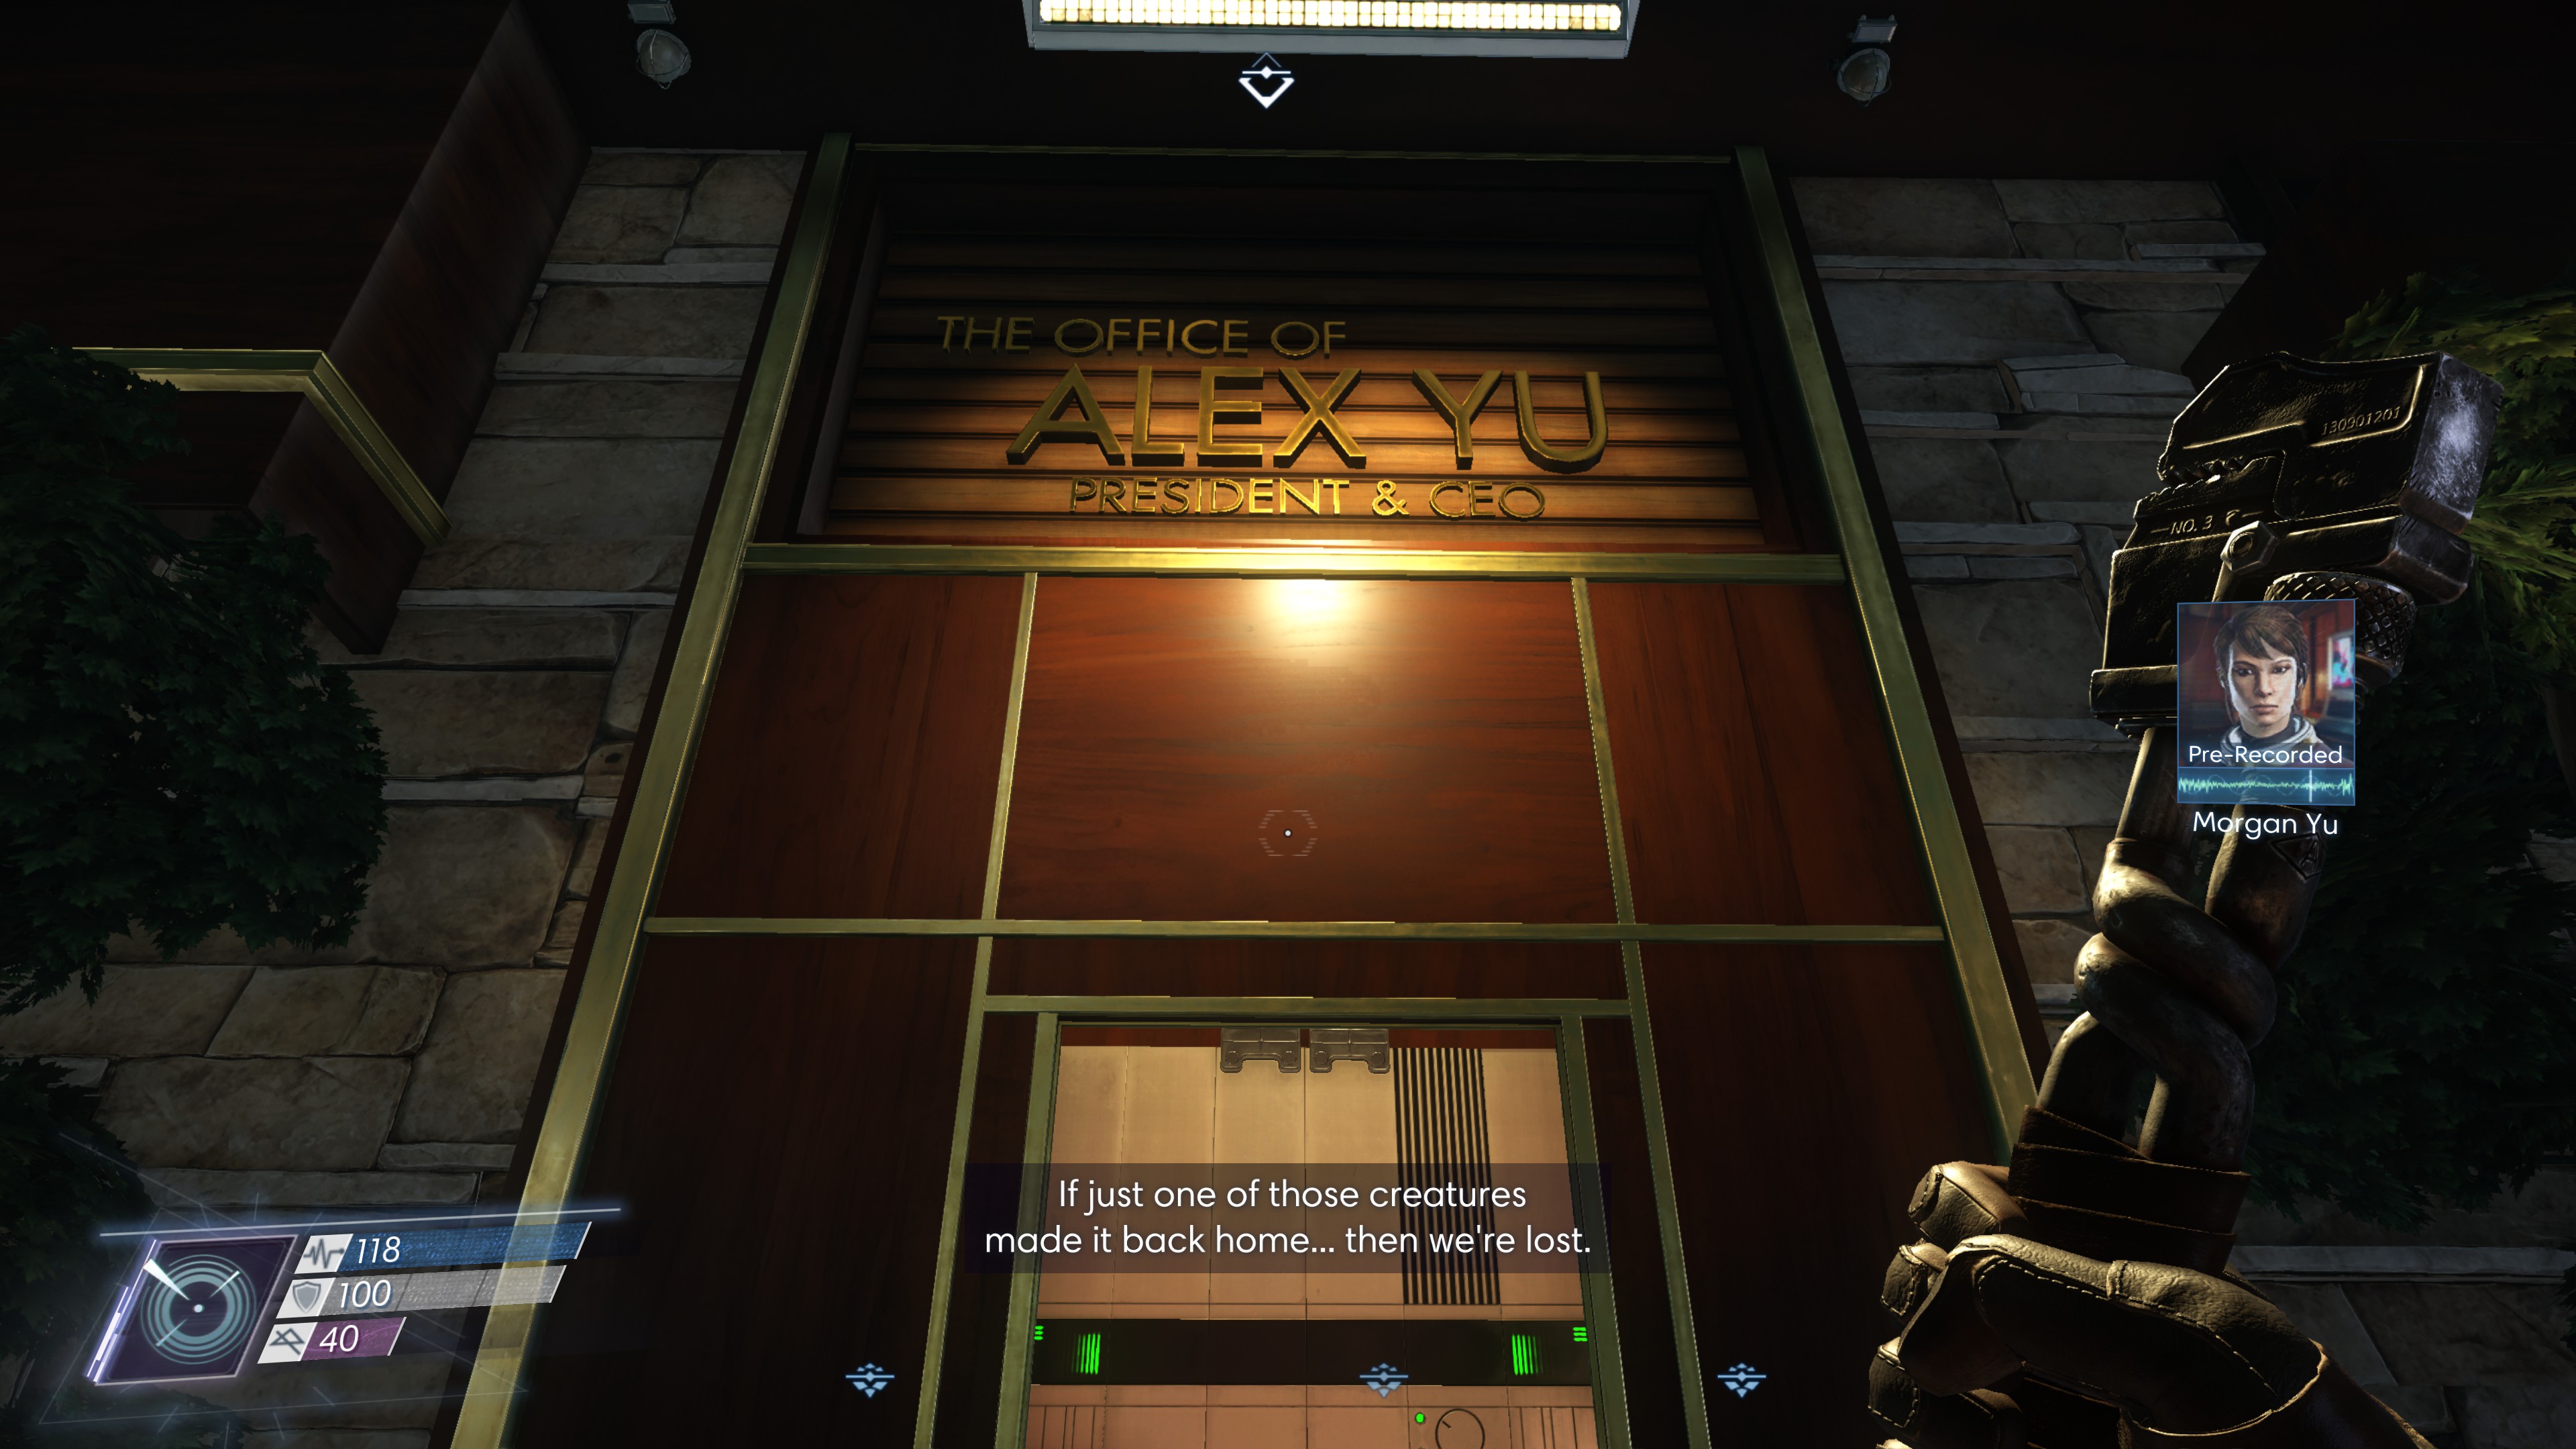 THE OFFICE OF
ALEX YU
PRESIDENT & CEO
130901201
NO. 3
Pre-Recorded
Morgan Yu
If just one of those creatures
made it back home... then we're lost.
118
100
40